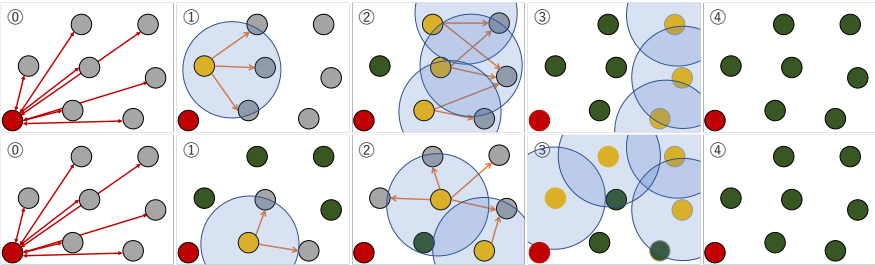 ⓪ ① ② ③ ④
⓪ ① ② ③ ④